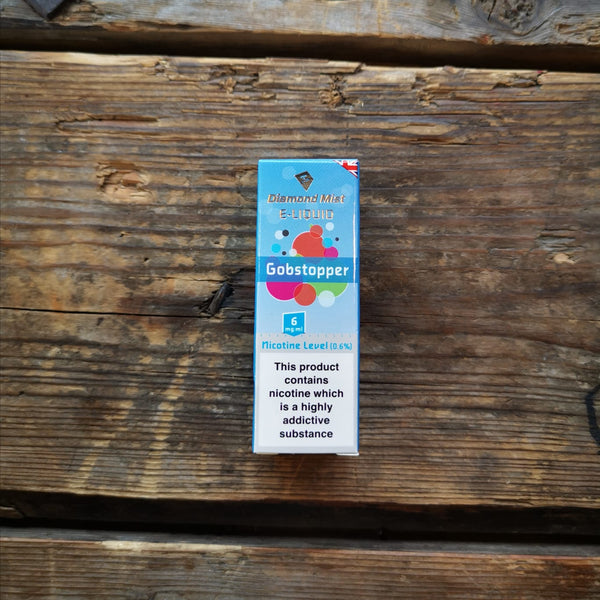 Diamond Mist
E-LIQUID
Gobstopper
6
mg ml
Nicotine Level (0.6%)
This product
contains
nicotine which
is a highly
addictive
substance